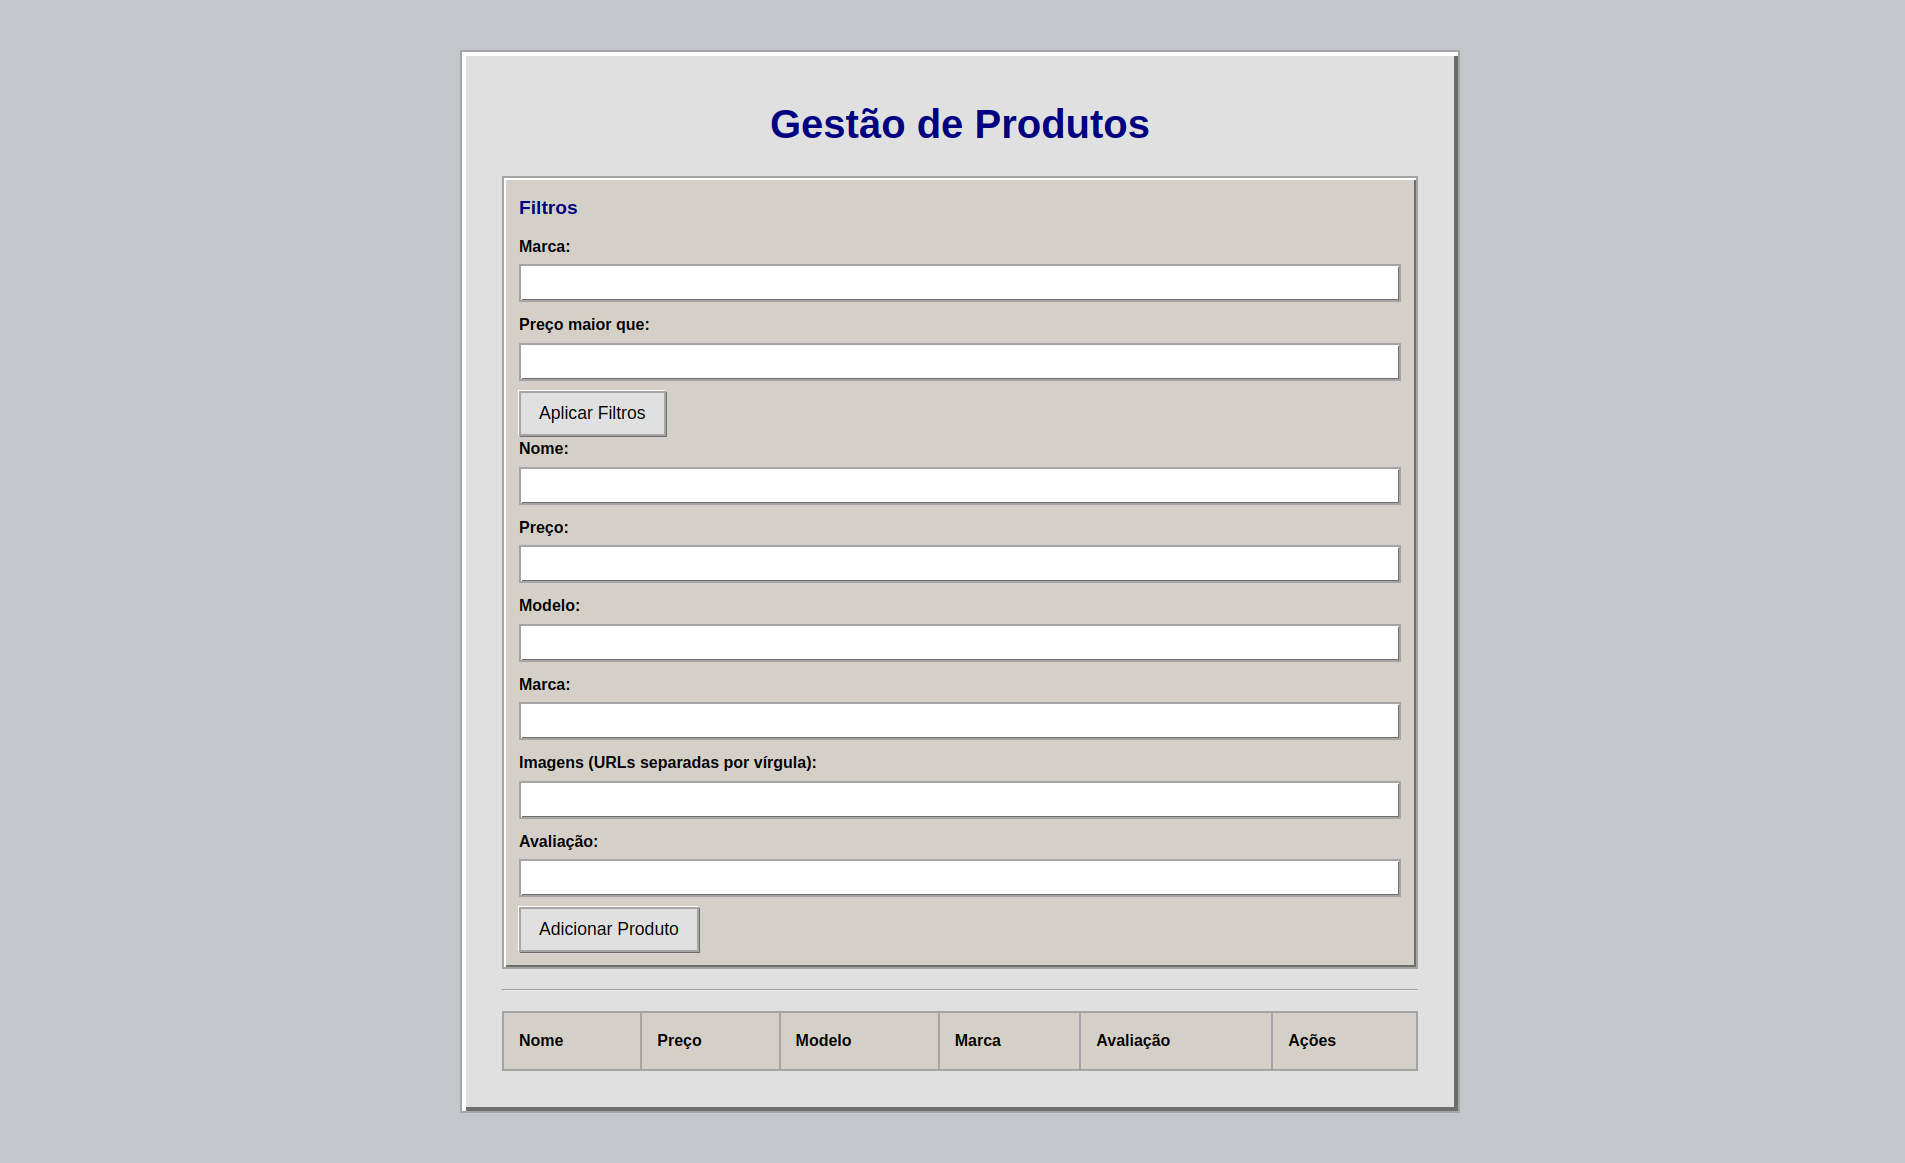 Gestão de Produtos
Filtros
Marca:
Preço maior que:
Aplicar Filtros
Nome:
Preço:
Modelo:
Marca:
Imagens (URLs separadas por vírgula):
Avaliação:
Adicionar Produto
Nome Preço Modelo Marca Avaliação Ações